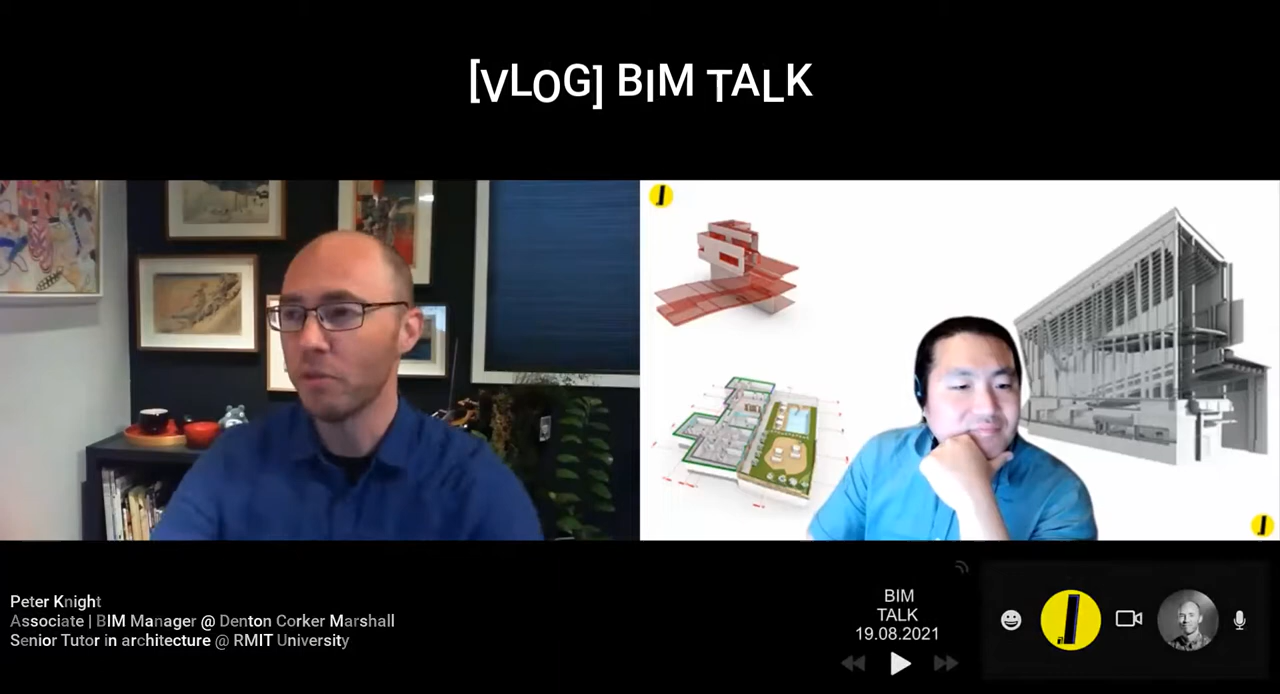 [VLOG] BIM TALK
Peter Knight
Associate | BIM Manager @ Denton Corker Marshall
Senior Tutor in architecture @ RMIT University
BIM
TALK
19.08.2021